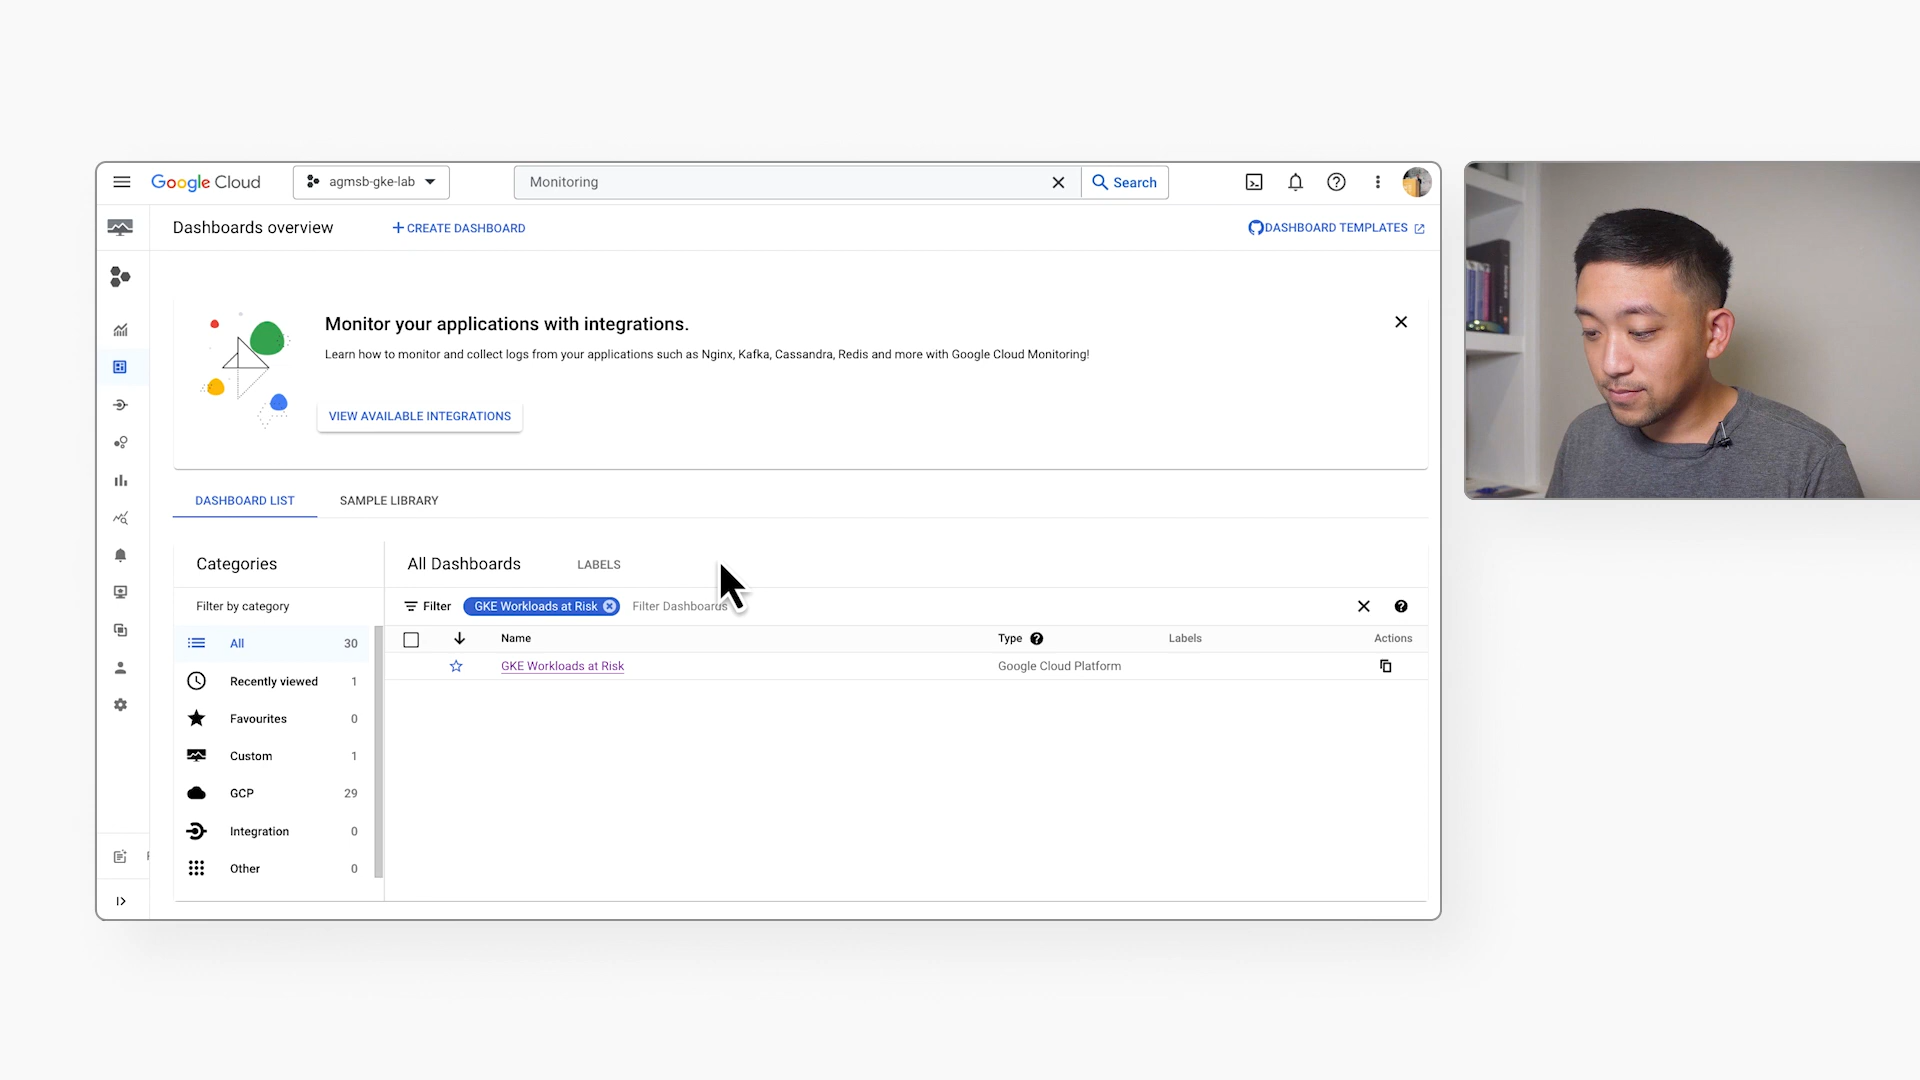 Google Cloud
agmsb-gke-lab
Monitoring
Search
Dashboards overview
CREATE DASHBOARD
DASHBOARD TEMPLATES
Monitor your applications with integrations.
Learn how to monitor and collect logs from your applications such as Nginx, Kafka, Cassandra, Redis and more with Google Cloud Monitoring!
VIEW AVAILABLE INTEGRATIONS
DASHBOARD LIST
SAMPLE LIBRARY
Categories
All Dashboards
LABELS
Filter by category
Filter
GKE Workloads at Risk
Filter Dashboards
All 30
Name
Type
Labels
Actions
GKE Workloads at Risk
Google Cloud Platform
Recently viewed 1
Favourites 0
Custom 1
GCP 29
Integration 0
Other 0